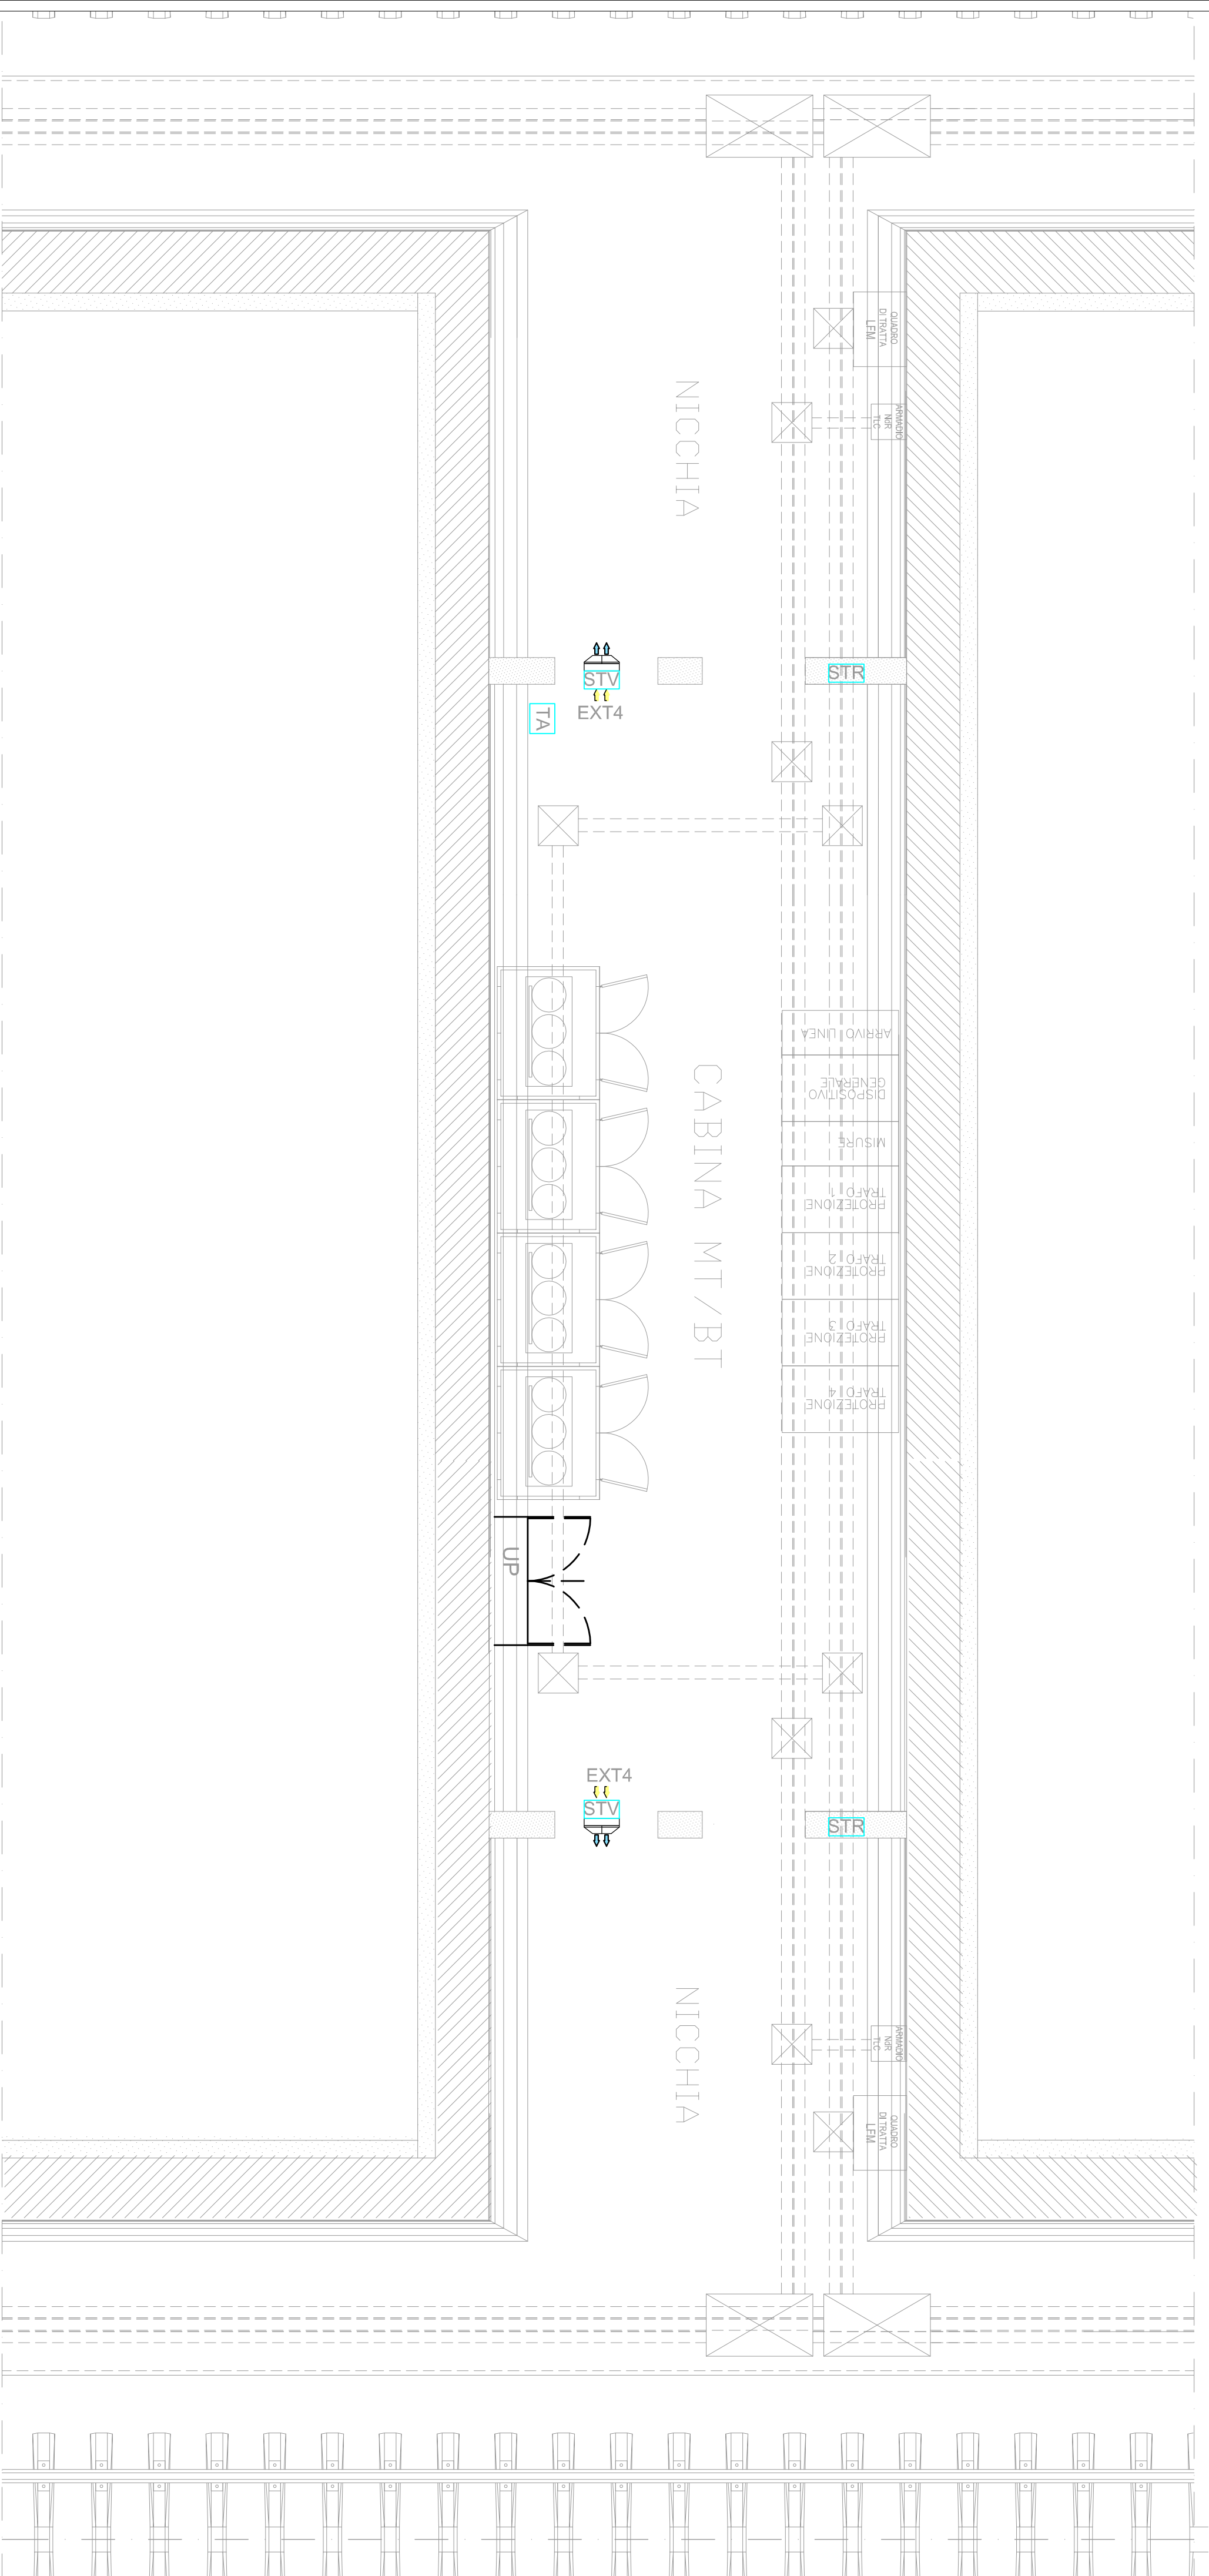 QUADRO
DI TRATTA
LFM
ARMADIO
NdR
TLC
NICCHIA
STV
STR
EXT4
TA
ARRIVO LINEA
DISPOSITIVO
GENERALE
CABINA MT/BT
MISURE
PROTEZIONE
TRAFO 1
PROTEZIONE
TRAFO 2
PROTEZIONE
TRAFO 3
PROTEZIONE
TRAFO 4
UP
EXT4
STV
STR
NICCHIA
ARMADIO
NdR
TLC
QUADRO
DI TRATTA
LFM